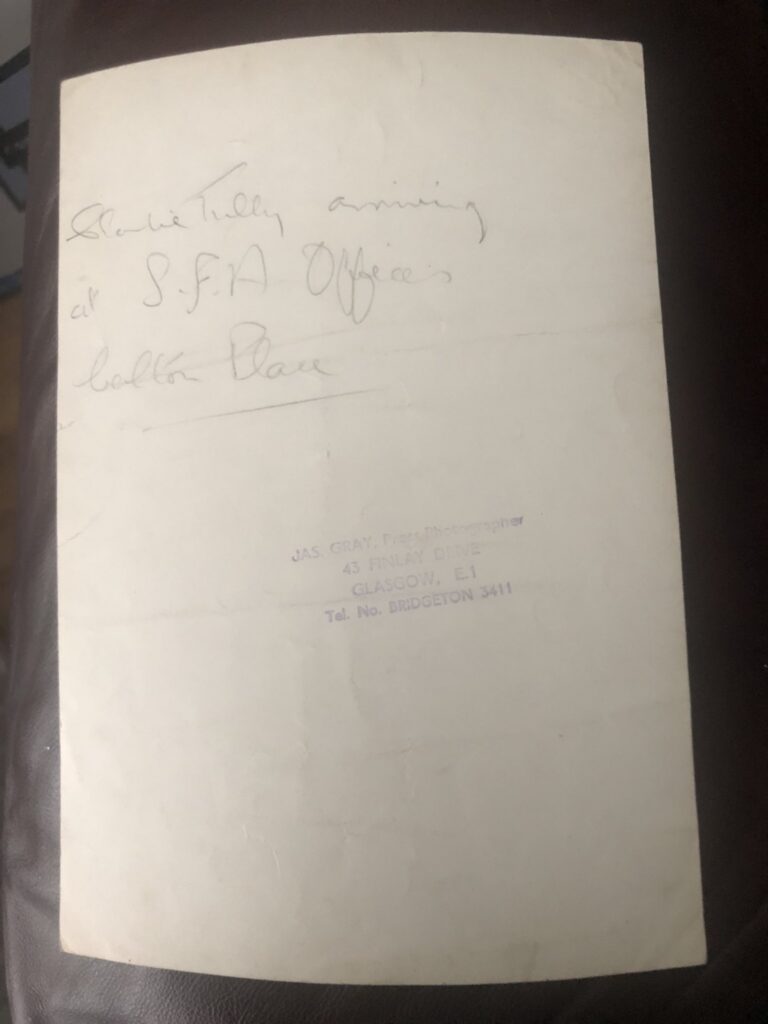 Charlie Tully arriving
at S.F.A Offices
Carlton Place
JAS. GRAY, Press Photographer
43 FINLAY DRIVE
GLASGOW, E.1
Tel. No. BRIDGETON 3411